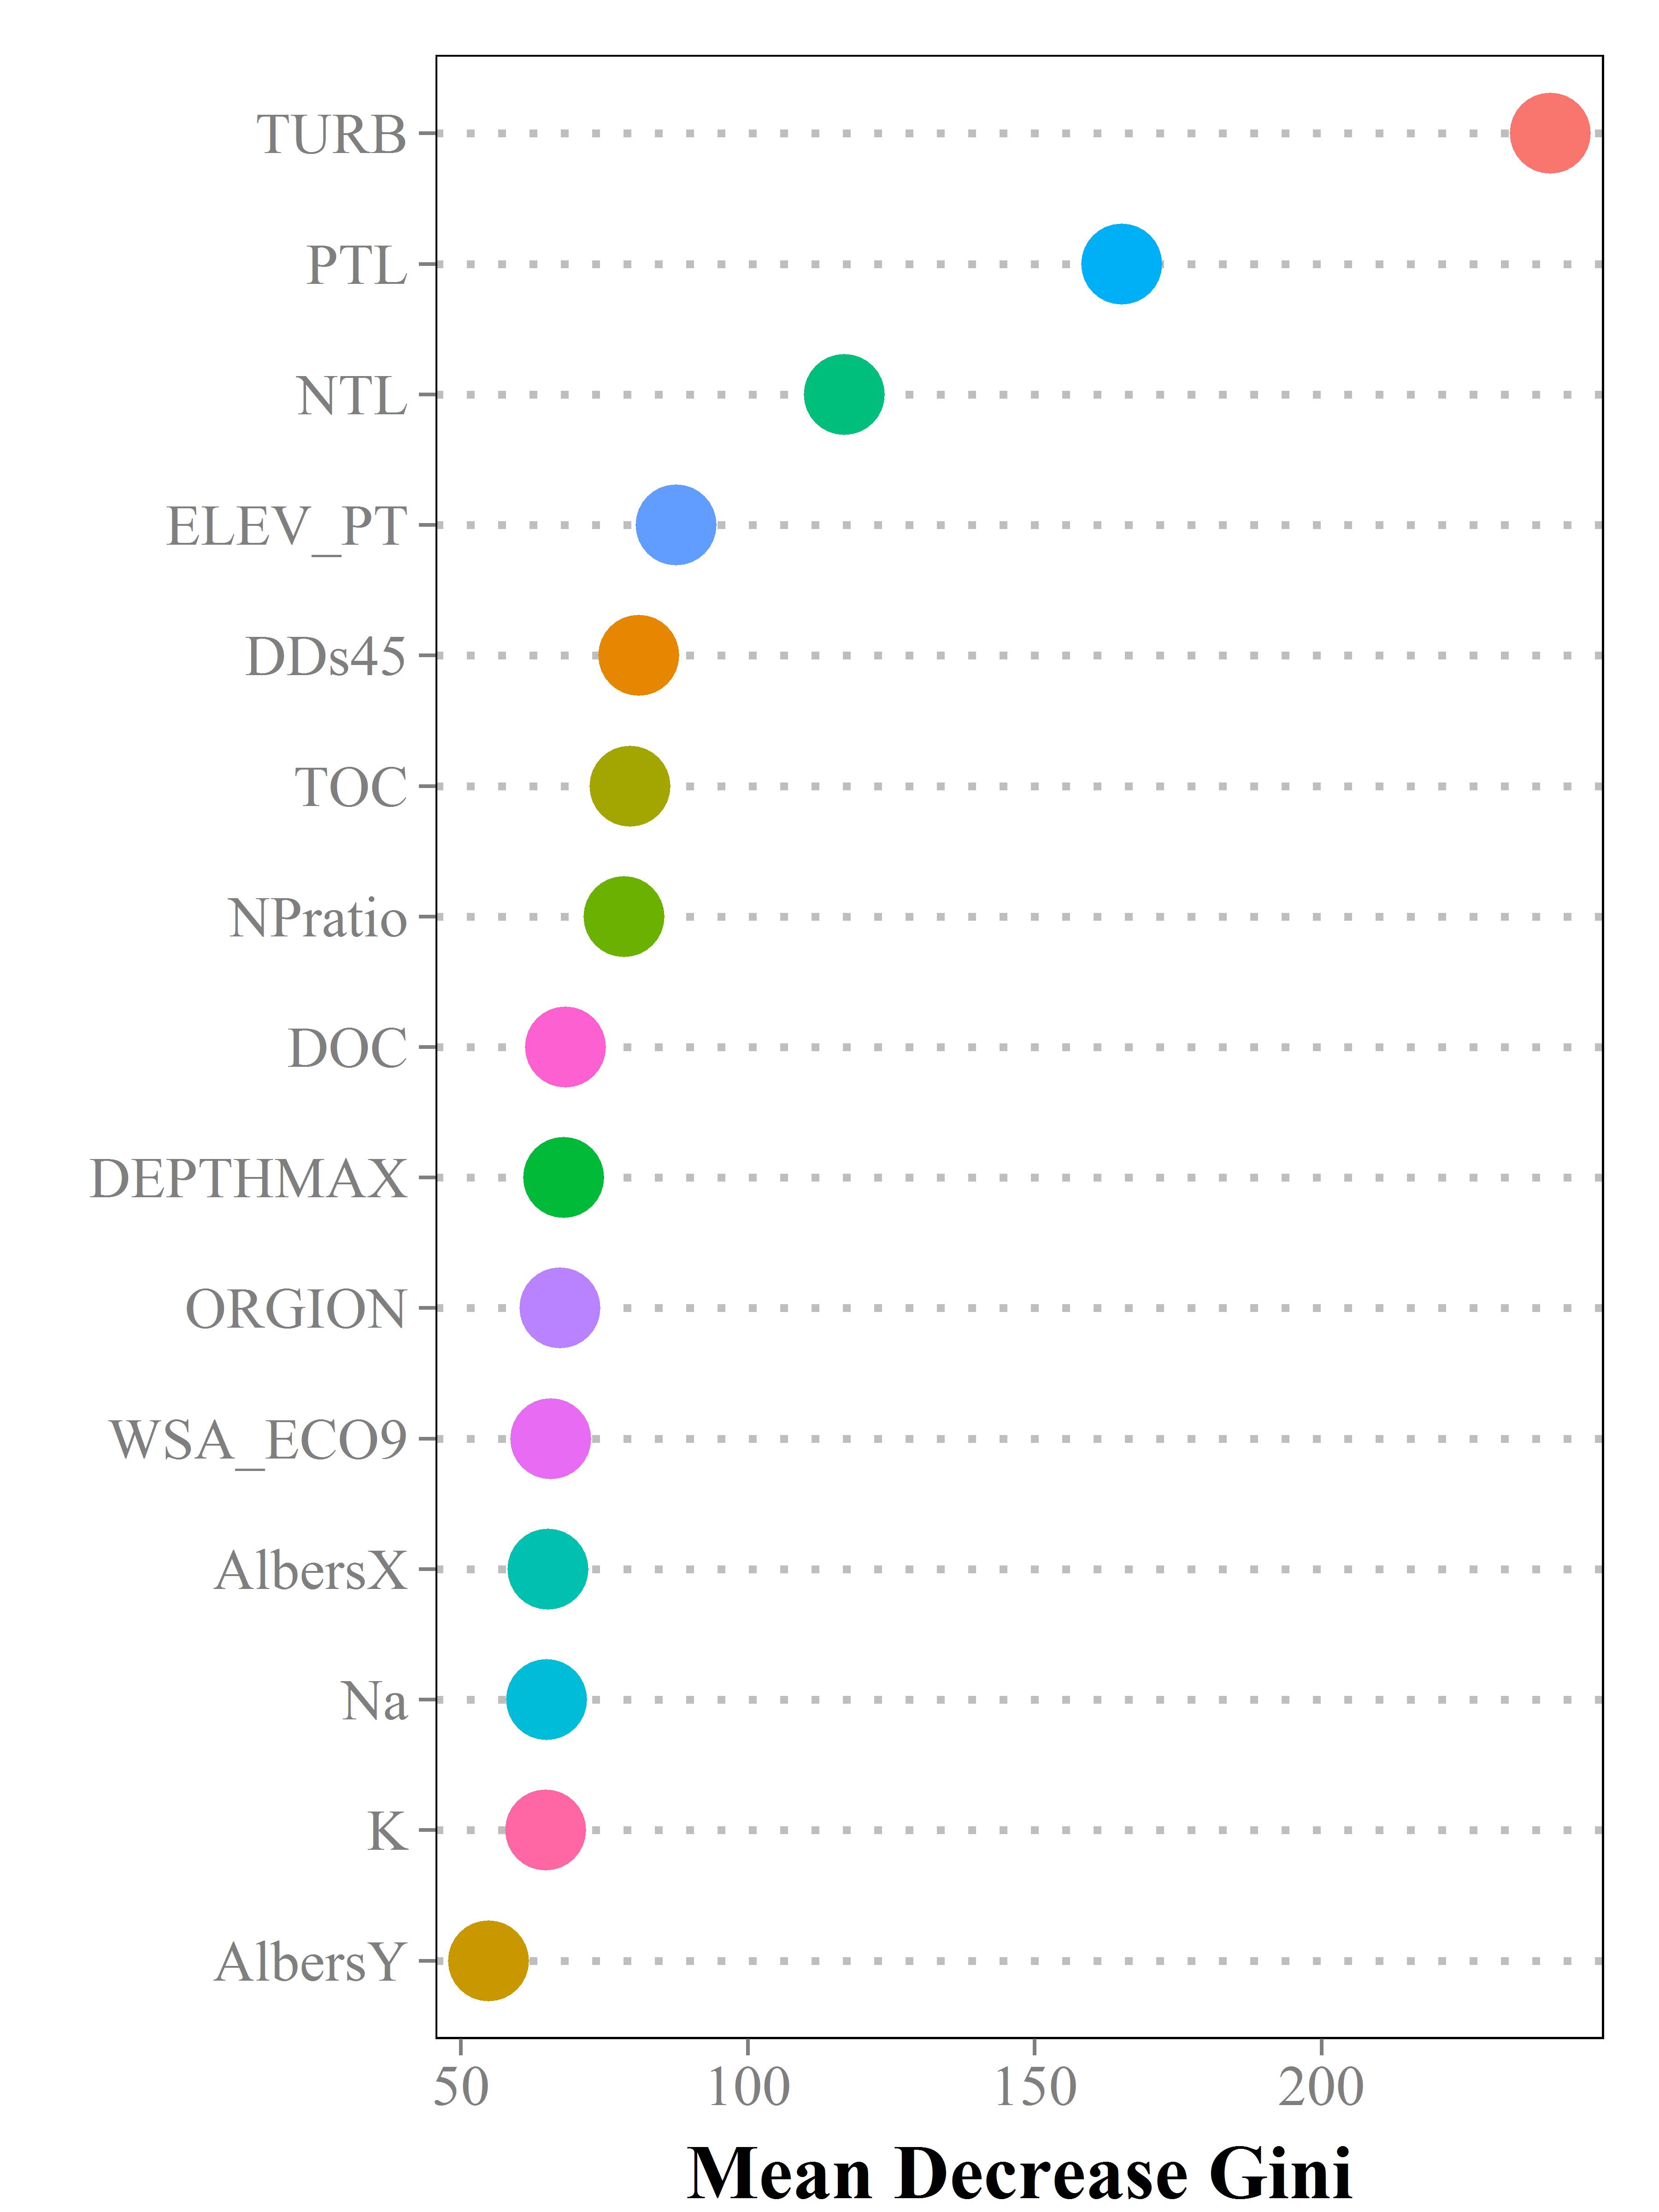 TURB
PTL
NTL
ELEV_PT
DDs45
TOC
NPratio
DOC
DEPTHMAX
ORGION
WSA_ECO9
AlbersX
Na
K
AlbersY
50 100 150 200
Mean Decrease Gini